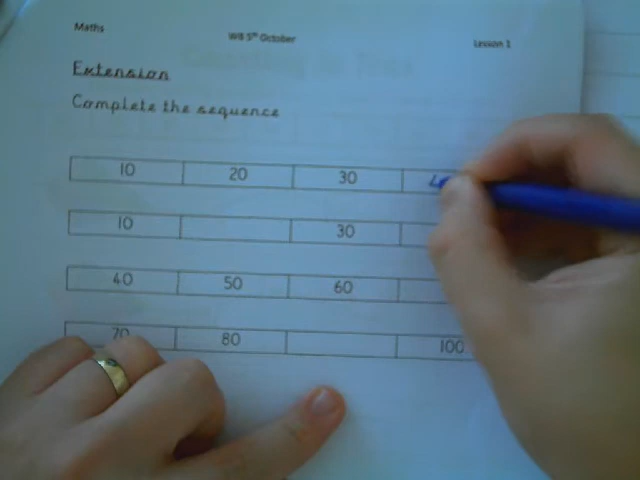 Maths WB 5th October Lesson 1
Extension
Complete the sequence
10 20 30
10 30
40 50 60
70 80 100